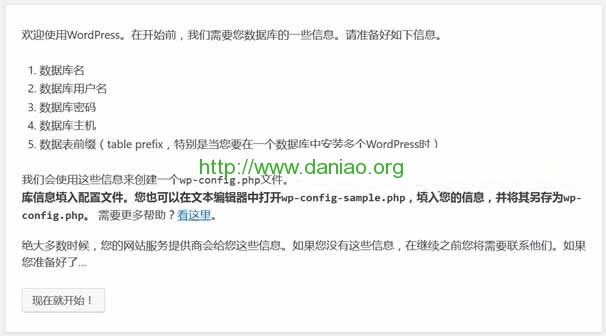 欢迎使用WordPress。在开始前，我们需要您数据库的一些信息。请准备好如下信息。
1. 数据库名
2. 数据库用户名
3. 数据库密码
4. 数据库主机
5. 数据表前缀（table prefix，特别是当您要在一个数据库中安装多个WordPress时）
http://www.daniao.org
我们会使用这些信息来创建一个wp-config.php文件。
库信息填入配置文件。您也可以在文本编辑器中打开wp-config-sample.php，填入您的信息，并将其另存为wp-
config.php。 需要更多帮助？看这里。
绝大多数时候，您的网站服务提供商会给您这些信息。如果您没有这些信息，在继续之前您将需要联系他们。如果
您准备好了…
现在就开始！